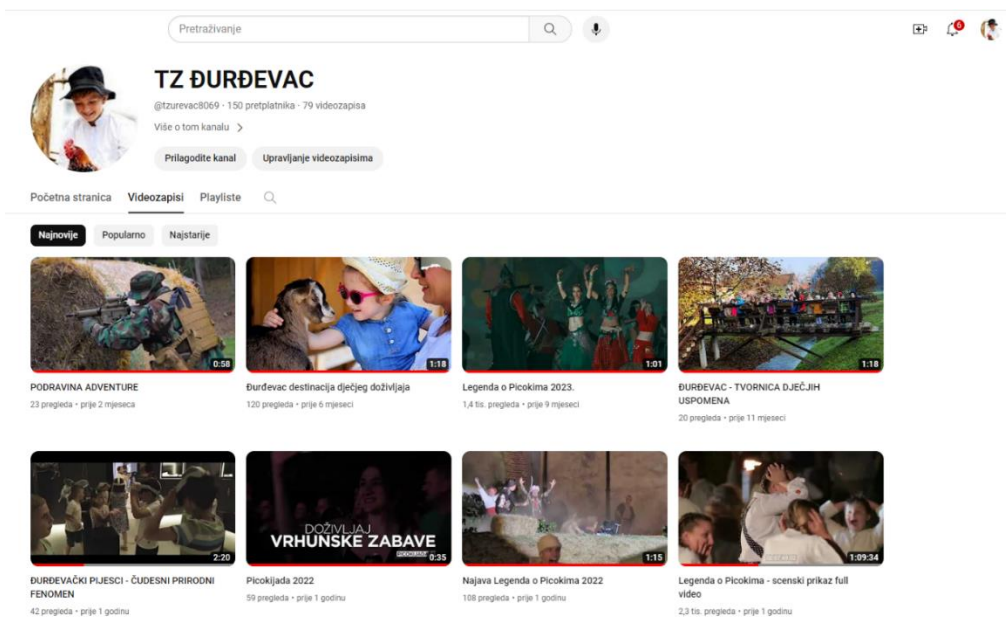 Pretraživanje
6
TZ ĐURĐEVAC
@tzurevac8069 · 150 pretplatnika · 79 videozapisa
Više o tom kanalu >
Prilagodite kanal
Upravljanje videozapisima
Početna stranica
Videozapisi
Playliste
Najnovije
Popularno
Najstarije
0:58
1:18
1:01
1:18
PODRAVINA ADVENTURE
23 pregleda • prije 2 mjeseca
Đurđevac destinacija dječjeg doživljaja
120 pregleda • prije 6 mjeseci
Legenda o Picokima 2023.
1,4 tis. pregleda • prije 9 mjeseci
ĐURĐEVAC - TVORNICA DJEČJIH
USPOMENA
20 pregleda • prije 11 mjeseci
2:20
DOŽIVLJAJ
VRHUNSKE ZABAVE
PICOKIJADA
0:35
1:15
1:09:34
ĐURĐEVAČKI PIJESCI - ČUDESNI PRIRODNI
FENOMEN
42 pregleda • prije 1 godinu
Picokijada 2022
59 pregleda • prije 1 godinu
Najava Legenda o Picokima 2022
108 pregleda • prije 1 godinu
Legenda o Picokima - scenski prikaz full
video
2,3 tis. pregleda • prije 1 godinu